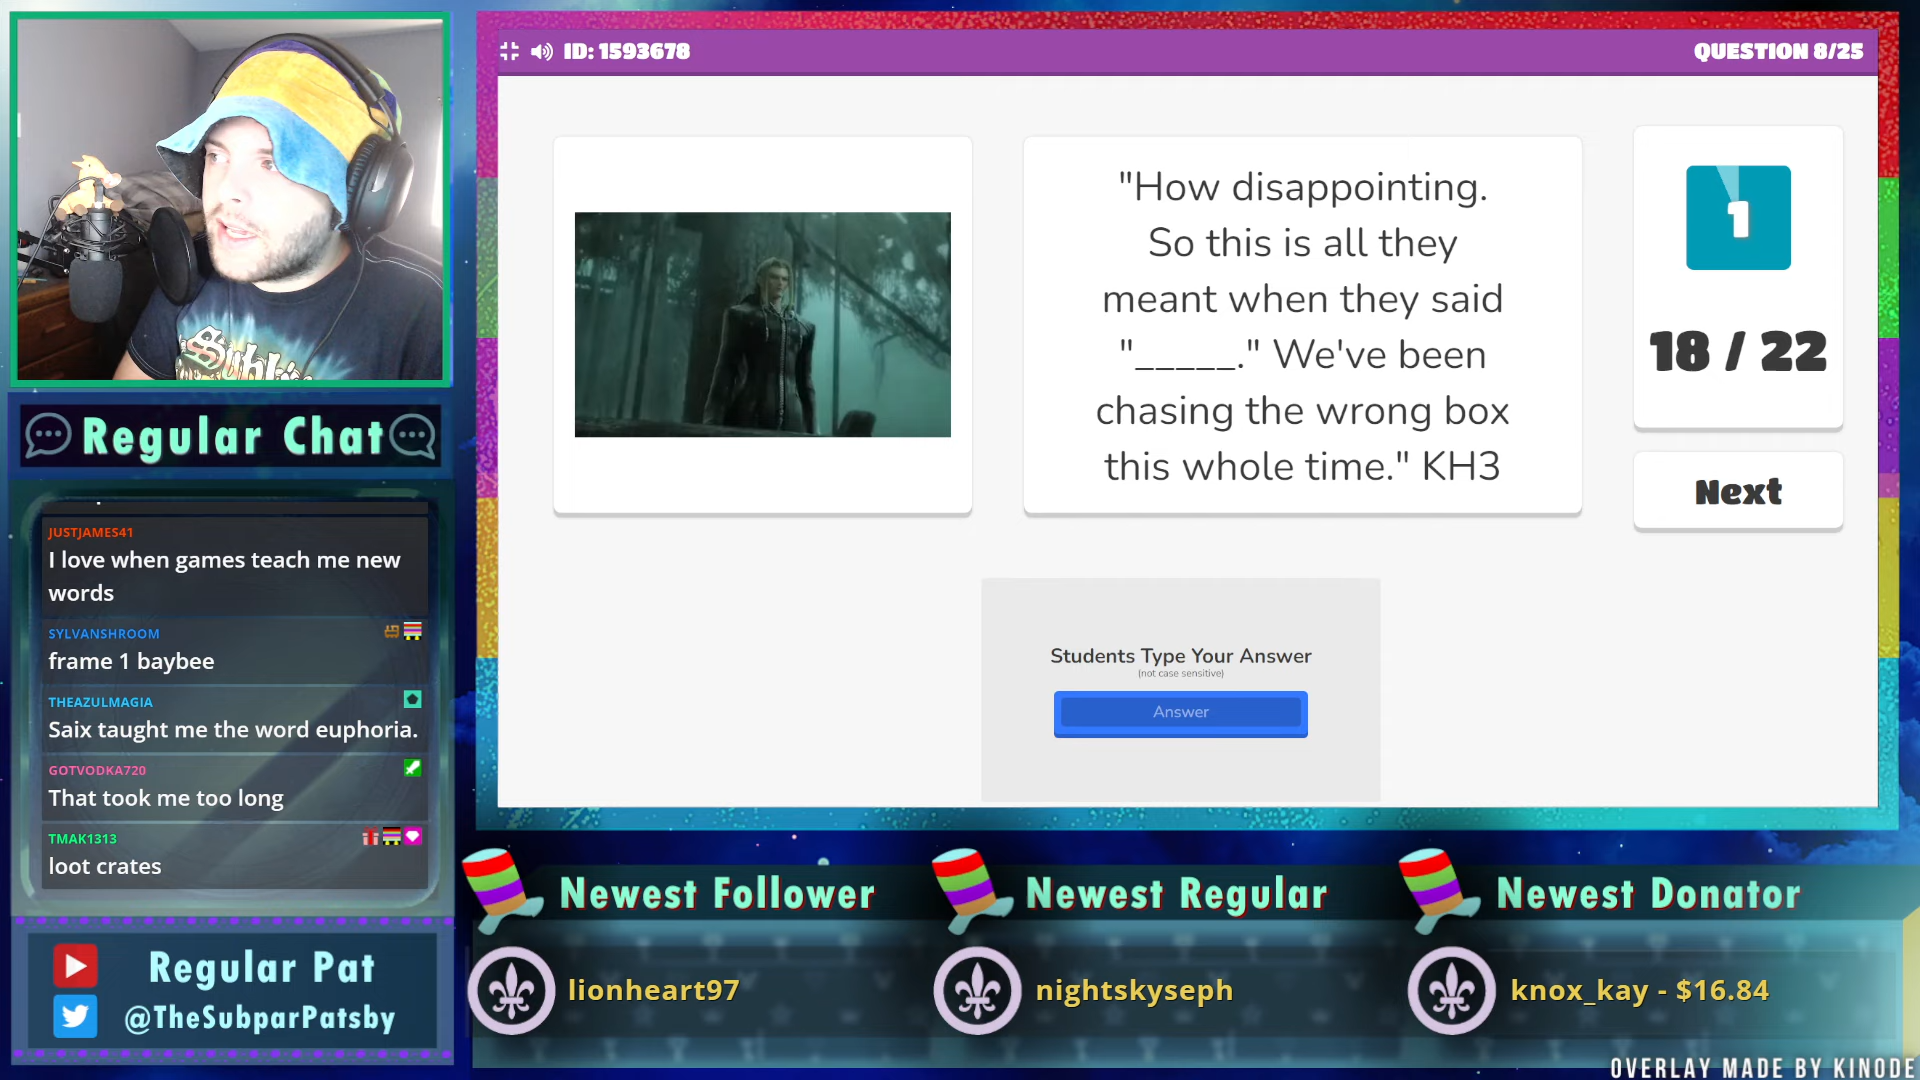 ID: 1593678
QUESTION 8/25
"How disappointing.
So this is all they
meant when they said
"_____." We've been
chasing the wrong box
this whole time." KH3
1
18 / 22
Next
Students Type Your Answer
(not case sensitive)
Answer
Regular Chat
JUSTJAMES41
I love when games teach me new
words
SYLVANSHROOM
frame 1 baybee
THEAZULMAGIA
Saix taught me the word euphoria.
GOTVODKA720
That took me too long
TMAK1313
loot crates
Regular Pat
@TheSubparPatsby
Newest Follower
lionheart97
Newest Regular
nightskyseph
Newest Donator
knox_kay - $16.84
OVERLAY MADE BY KINODE